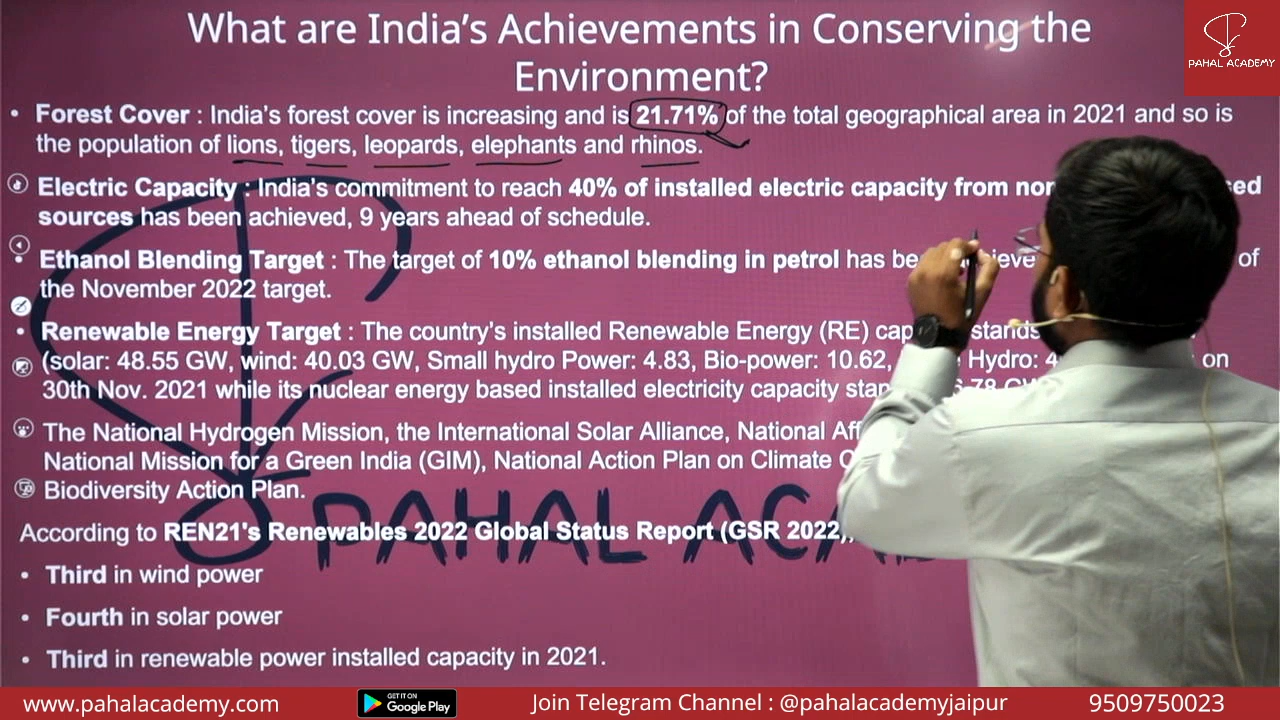 What are India's Achievements in Conserving the
Environment?
PAHAL ACADEMY
• Forest Cover : India's forest cover is increasing and is 21.71% of the total geographical area in 2021 and so is
the population of lions, tigers, leopards, elephants and rhinos.
Electric Capacity : India's commitment to reach 40% of installed electric capacity from
sources has been achieved, 9 years ahead of schedule.
• Ethanol Blending Target : The target of 10% ethanol blending in petrol has of
the November 2022 target.
• Renewable Energy Target : The country's installed Renewable Energy (RE) stands
(solar: 48.55 GW, wind: 40.03 GW, Small hydro Power: 4.83, Bio-power: 10.62, Hydro: on
30th Nov. 2021 while its nuclear energy based installed electricity capacity
The National Hydrogen Mission, the International Solar Alliance, National
National Mission for a Green India (GIM), National Action Plan on Climate
Biodiversity Action Plan.
PAHAL
According to REN21's Renewables 2022 Global Status Report (GSR 2022),
• Third in wind power
• Fourth in solar power
• Third in renewable power installed capacity in 2021.
www.pahalacademy.com
GET IT ON
Google Play
Join Telegram Channel : @pahalacademyjaipur
9509750023